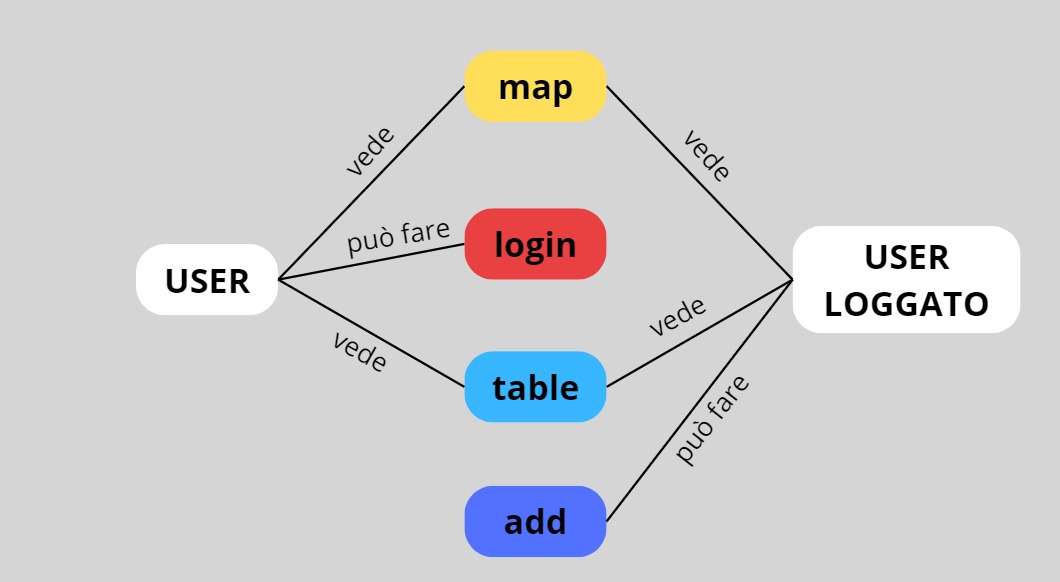 map
vede
vede
può fare
login
USER
USER
LOGGATO
vede
vede
table
può fare
add